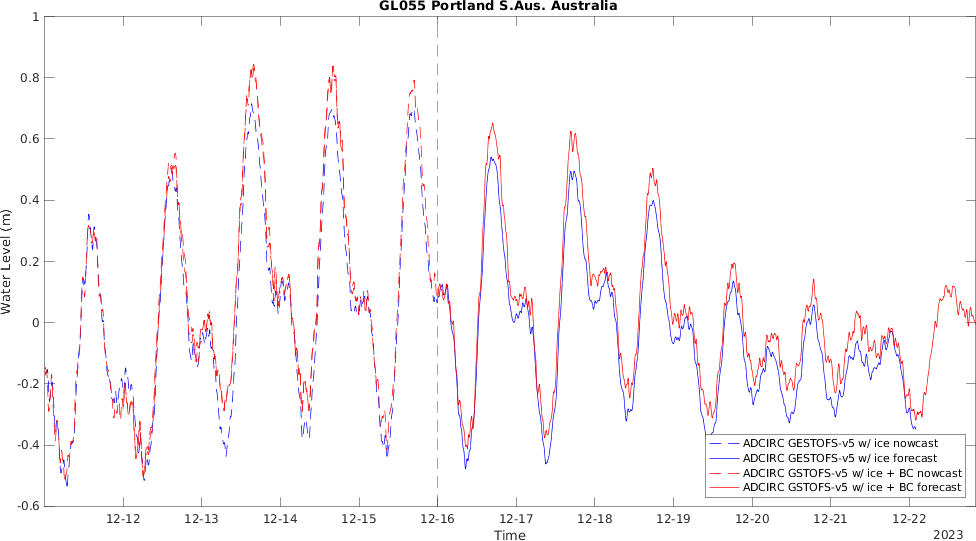 GL055 Portland S.Aus. Australia
1
0.8
0.6
0.4
0.2
0
-0.2
-0.4
-0.6
Water Level (m)
ADCIRC GESTOFS-v5 w/ ice nowcast
ADCIRC GESTOFS-v5 w/ ice forecast
ADCIRC GSTOFS-v5 w/ ice + BC nowcast
ADCIRC GSTOFS-v5 w/ ice + BC forecast
12-12 12-13 12-14 12-15 12-16 12-17 12-18 12-19 12-20 12-21 12-22
Time
2023